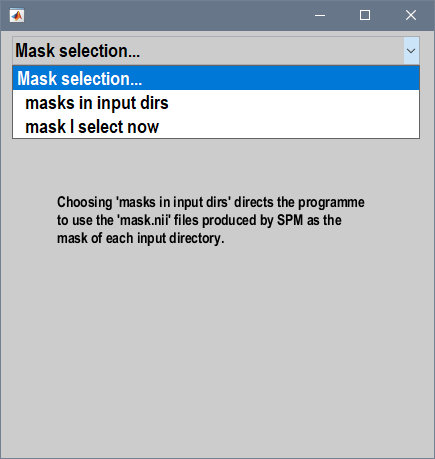 Mask selection...
Mask selection...
masks in input dirs
mask I select now
Choosing 'masks in input dirs' directs the programme
to use the 'mask.nii' files produced by SPM as the
mask of each input directory.